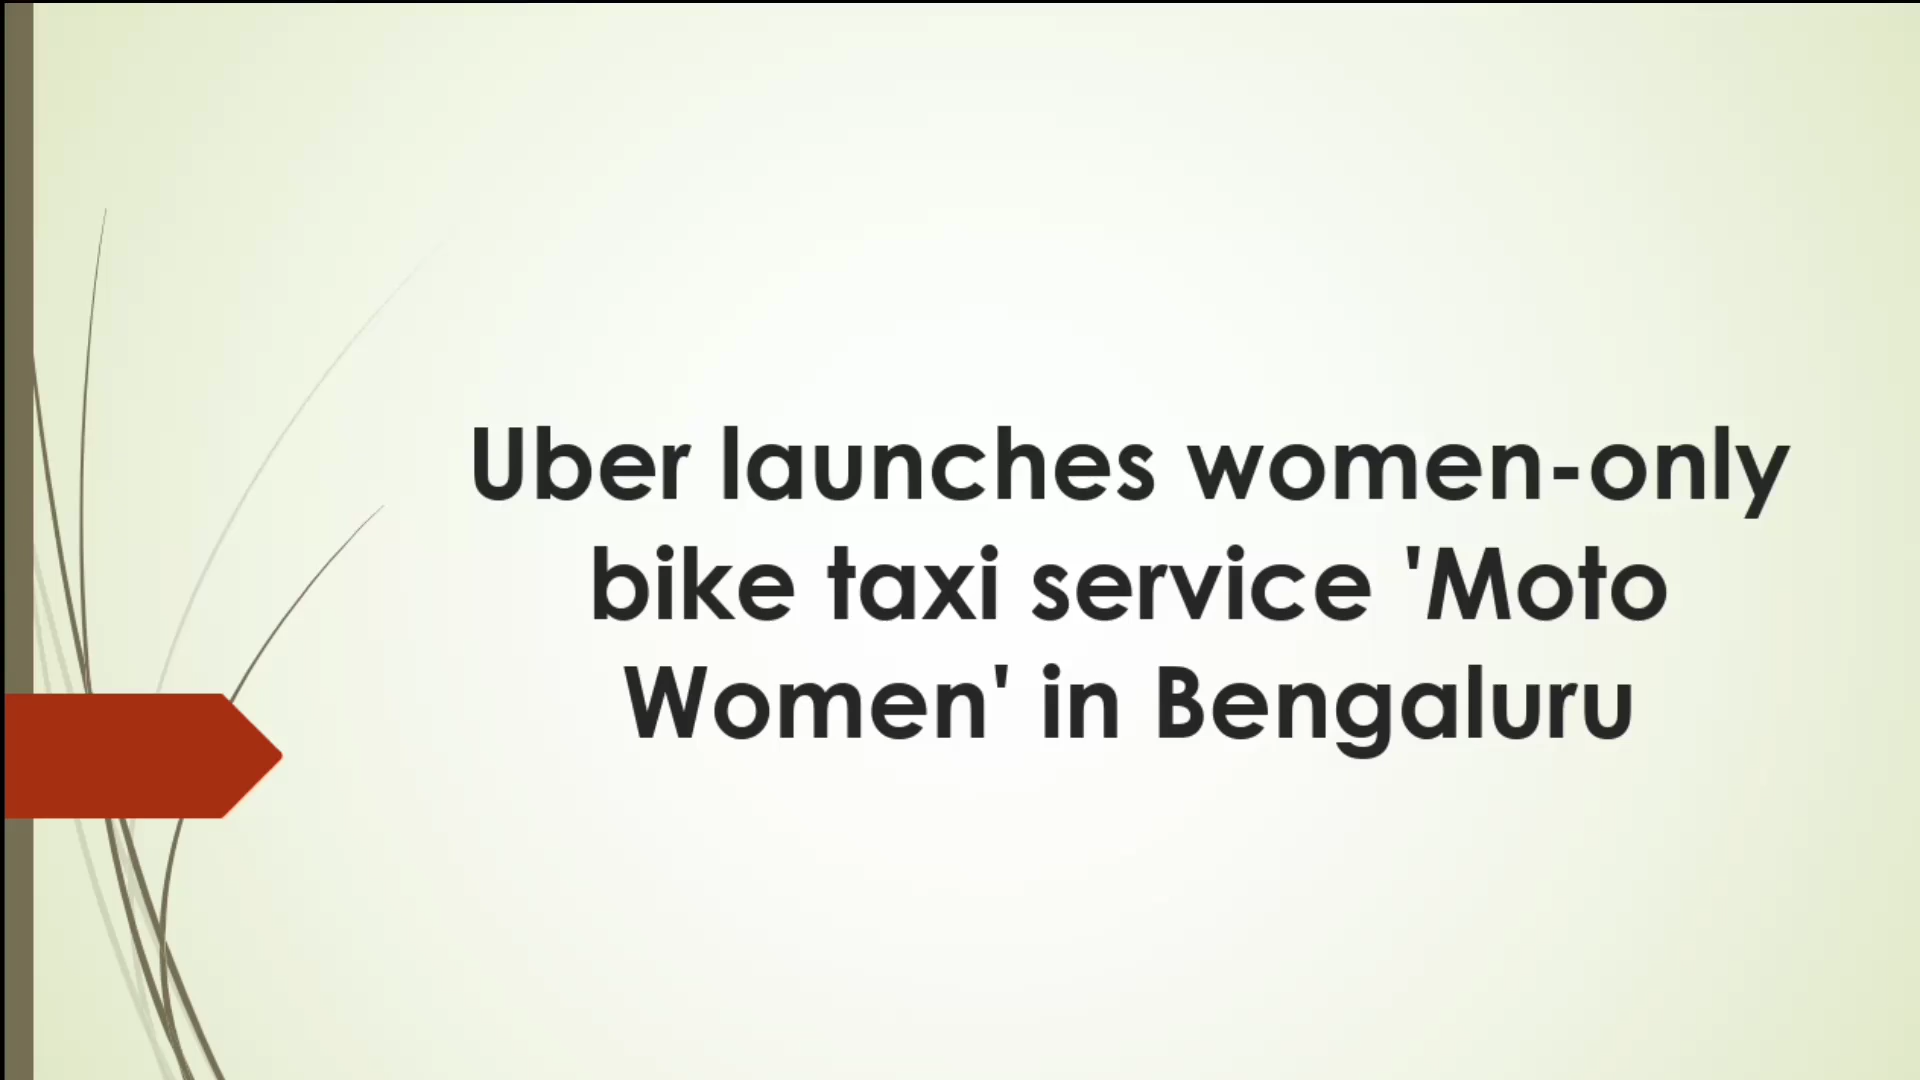 Uber launches women-only
bike taxi service 'Moto
Women' in Bengaluru